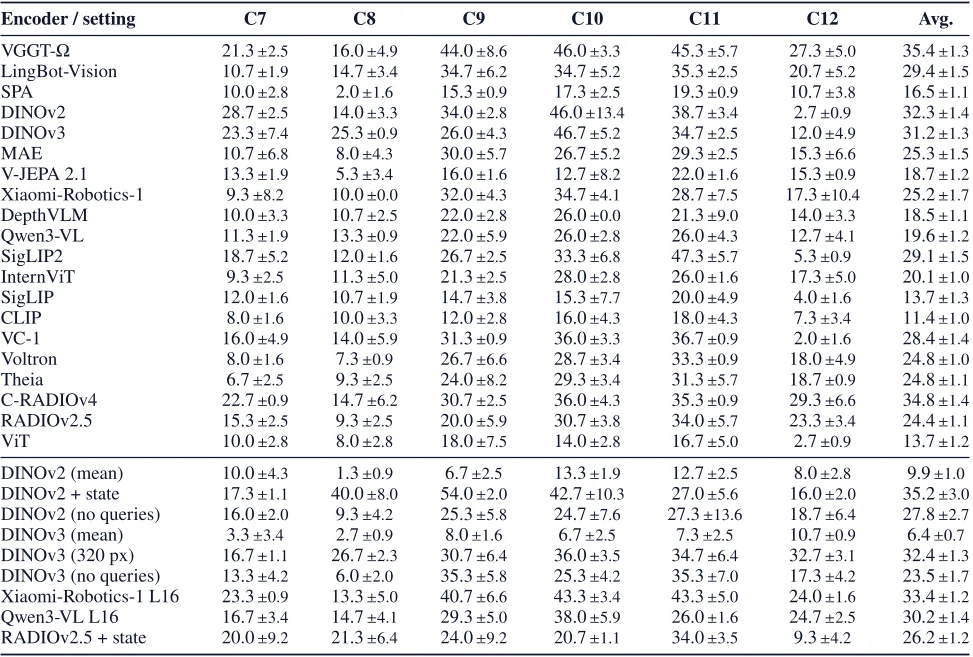 Encoder / setting C7 C8 C9 C10 C11 C12 Avg.
VGGT-Ω 21.3 ±2.5 16.0 ±4.9 44.0 ±8.6 46.0 ±3.3 45.3 ±5.7 27.3 ±5.0 35.4 ±1.3
LingBot-Vision 10.7 ±1.9 14.7 ±3.4 34.7 ±6.2 34.7 ±5.2 35.3 ±2.5 20.7 ±5.2 29.4 ±1.5
SPA 10.0 ±2.8 2.0 ±1.6 15.3 ±0.9 17.3 ±2.5 19.3 ±0.9 10.7 ±3.8 16.5 ±1.1
DINOv2 28.7 ±2.5 14.0 ±3.3 34.0 ±2.8 46.0 ±13.4 38.7 ±3.4 2.7 ±0.9 32.3 ±1.4
DINOv3 23.3 ±7.4 25.3 ±0.9 26.0 ±4.3 46.7 ±5.2 34.7 ±2.5 12.0 ±4.9 31.2 ±1.3
MAE 10.7 ±6.8 8.0 ±4.3 30.0 ±5.7 26.7 ±5.2 29.3 ±2.5 15.3 ±6.6 25.3 ±1.5
V-JEPA 2.1 13.3 ±1.9 5.3 ±3.4 16.0 ±1.6 12.7 ±8.2 22.0 ±1.6 15.3 ±0.9 18.7 ±1.2
Xiaomi-Robotics-1 9.3 ±8.2 10.0 ±0.0 32.0 ±4.3 34.7 ±4.1 28.7 ±7.5 17.3 ±10.4 25.2 ±1.7
DepthVLM 10.0 ±3.3 10.7 ±2.5 22.0 ±2.8 26.0 ±0.0 21.3 ±9.0 14.0 ±3.3 18.5 ±1.1
Qwen3-VL 11.3 ±1.9 13.3 ±0.9 22.0 ±5.9 26.0 ±2.8 26.0 ±4.3 12.7 ±4.1 19.6 ±1.2
SigLIP2 18.7 ±5.2 12.0 ±1.6 26.7 ±2.5 33.3 ±6.8 47.3 ±5.7 5.3 ±0.9 29.1 ±1.5
InternViT 9.3 ±2.5 11.3 ±5.0 21.3 ±2.5 28.0 ±2.8 26.0 ±1.6 17.3 ±5.0 20.1 ±1.0
SigLIP 12.0 ±1.6 10.7 ±1.9 14.7 ±3.8 15.3 ±7.7 20.0 ±4.9 4.0 ±1.6 13.7 ±1.3
CLIP 8.0 ±1.6 10.0 ±3.3 12.0 ±2.8 16.0 ±4.3 18.0 ±4.3 7.3 ±3.4 11.4 ±1.0
VC-1 16.0 ±4.9 14.0 ±5.9 31.3 ±0.9 36.0 ±3.3 36.7 ±0.9 2.0 ±1.6 28.4 ±1.4
Voltron 8.0 ±1.6 7.3 ±0.9 26.7 ±6.6 28.7 ±3.4 33.3 ±0.9 18.0 ±4.9 24.8 ±1.0
Theia 6.7 ±2.5 9.3 ±2.5 24.0 ±8.2 29.3 ±3.4 31.3 ±5.7 18.7 ±0.9 24.8 ±1.1
C-RADIOv4 22.7 ±0.9 14.7 ±6.2 30.7 ±2.5 36.0 ±4.3 35.3 ±0.9 29.3 ±6.6 34.8 ±1.4
RADIOv2.5 15.3 ±2.5 9.3 ±2.5 20.0 ±5.9 30.7 ±3.8 34.0 ±5.7 23.3 ±3.4 24.4 ±1.1
ViT 10.0 ±2.8 8.0 ±2.8 18.0 ±7.5 14.0 ±2.8 16.7 ±5.0 2.7 ±0.9 13.7 ±1.2
DINOv2 (mean) 10.0 ±4.3 1.3 ±0.9 6.7 ±2.5 13.3 ±1.9 12.7 ±2.5 8.0 ±2.8 9.9 ±1.0
DINOv2 + state 17.3 ±1.1 40.0 ±8.0 54.0 ±2.0 42.7 ±10.3 27.0 ±5.6 16.0 ±2.0 35.2 ±3.0
DINOv2 (no queries) 16.0 ±2.0 9.3 ±4.2 25.3 ±5.8 24.7 ±7.6 27.3 ±13.6 18.7 ±6.4 27.8 ±2.7
DINOv3 (mean) 3.3 ±3.4 2.7 ±0.9 8.0 ±1.6 6.7 ±2.5 7.3 ±2.5 10.7 ±0.9 6.4 ±0.7
DINOv3 (320 px) 16.7 ±1.1 26.7 ±2.3 30.7 ±6.4 36.0 ±3.5 34.7 ±6.4 32.7 ±3.1 32.4 ±1.3
DINOv3 (no queries) 13.3 ±4.2 6.0 ±2.0 35.3 ±5.8 25.3 ±4.2 35.3 ±7.0 17.3 ±4.2 23.5 ±1.7
Xiaomi-Robotics-1 L16 23.3 ±0.9 13.3 ±5.0 40.7 ±6.6 43.3 ±3.4 43.3 ±5.0 24.0 ±1.6 33.4 ±1.2
Qwen3-VL L16 16.7 ±3.4 14.7 ±4.1 29.3 ±5.0 38.0 ±5.9 26.0 ±1.6 24.7 ±2.5 30.2 ±1.4
RADIOv2.5 + state 20.0 ±9.2 21.3 ±6.4 24.0 ±9.2 20.7 ±1.1 34.0 ±3.5 9.3 ±4.2 26.2 ±1.2